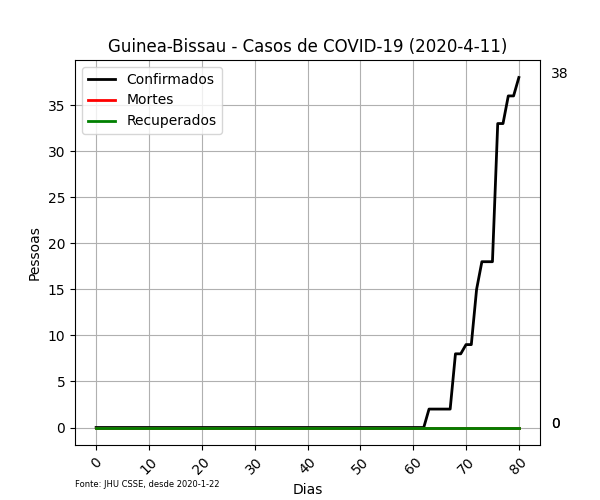 Guinea-Bissau - Casos de COVID-19 (2020-4-11)
Confirmados
Mortes
Recuperados
38
35
30
25
20
15
10
5
0
0
Pessoas
0
10
20
30
40
50
60
70
80
Fonte: JHU CSSE, desde 2020-1-22
Dias